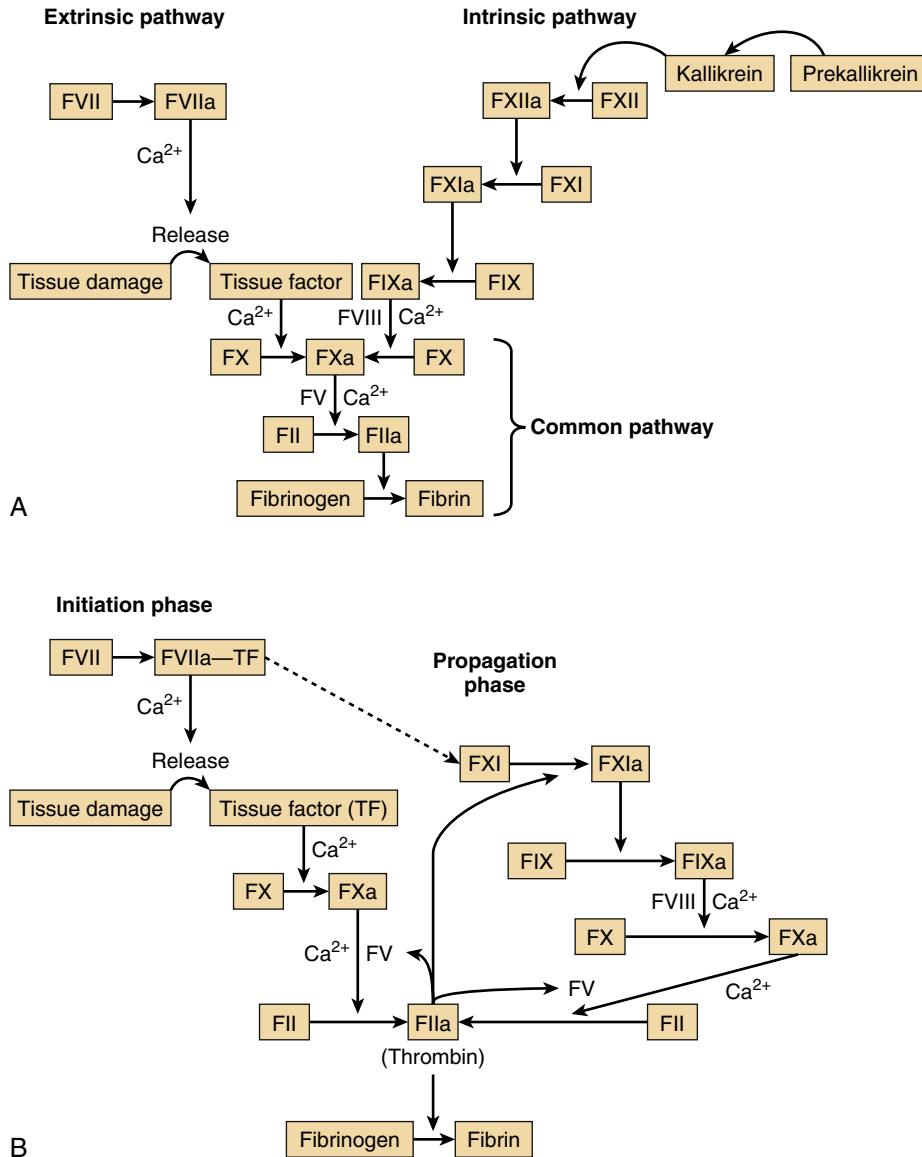 Extrinsic pathway
Intrinsic pathway
Kallikrein
Prekallikrein
FVII
FVIIa
FXIIa
FXII
Ca2+
FXIa
FXI
Release
Tissue damage
Tissue factor
FIXa
FIX
Ca2+
FVIII
Ca2+
FX
FXa
FX
FV
Ca2+
Common pathway
FII
FIIa
Fibrinogen
Fibrin
A
Initiation phase
FVII
FVIIa—TF
Propagation
phase
Ca2+
Release
FXI
FXIa
Tissue damage
Tissue factor (TF)
Ca2+
FIX
FIXa
FX
FXa
FVIII
Ca2+
FX
FXa
Ca2+
FV
FV
Ca2+
FII
FIIa
FII
(Thrombin)
Fibrinogen
Fibrin
B